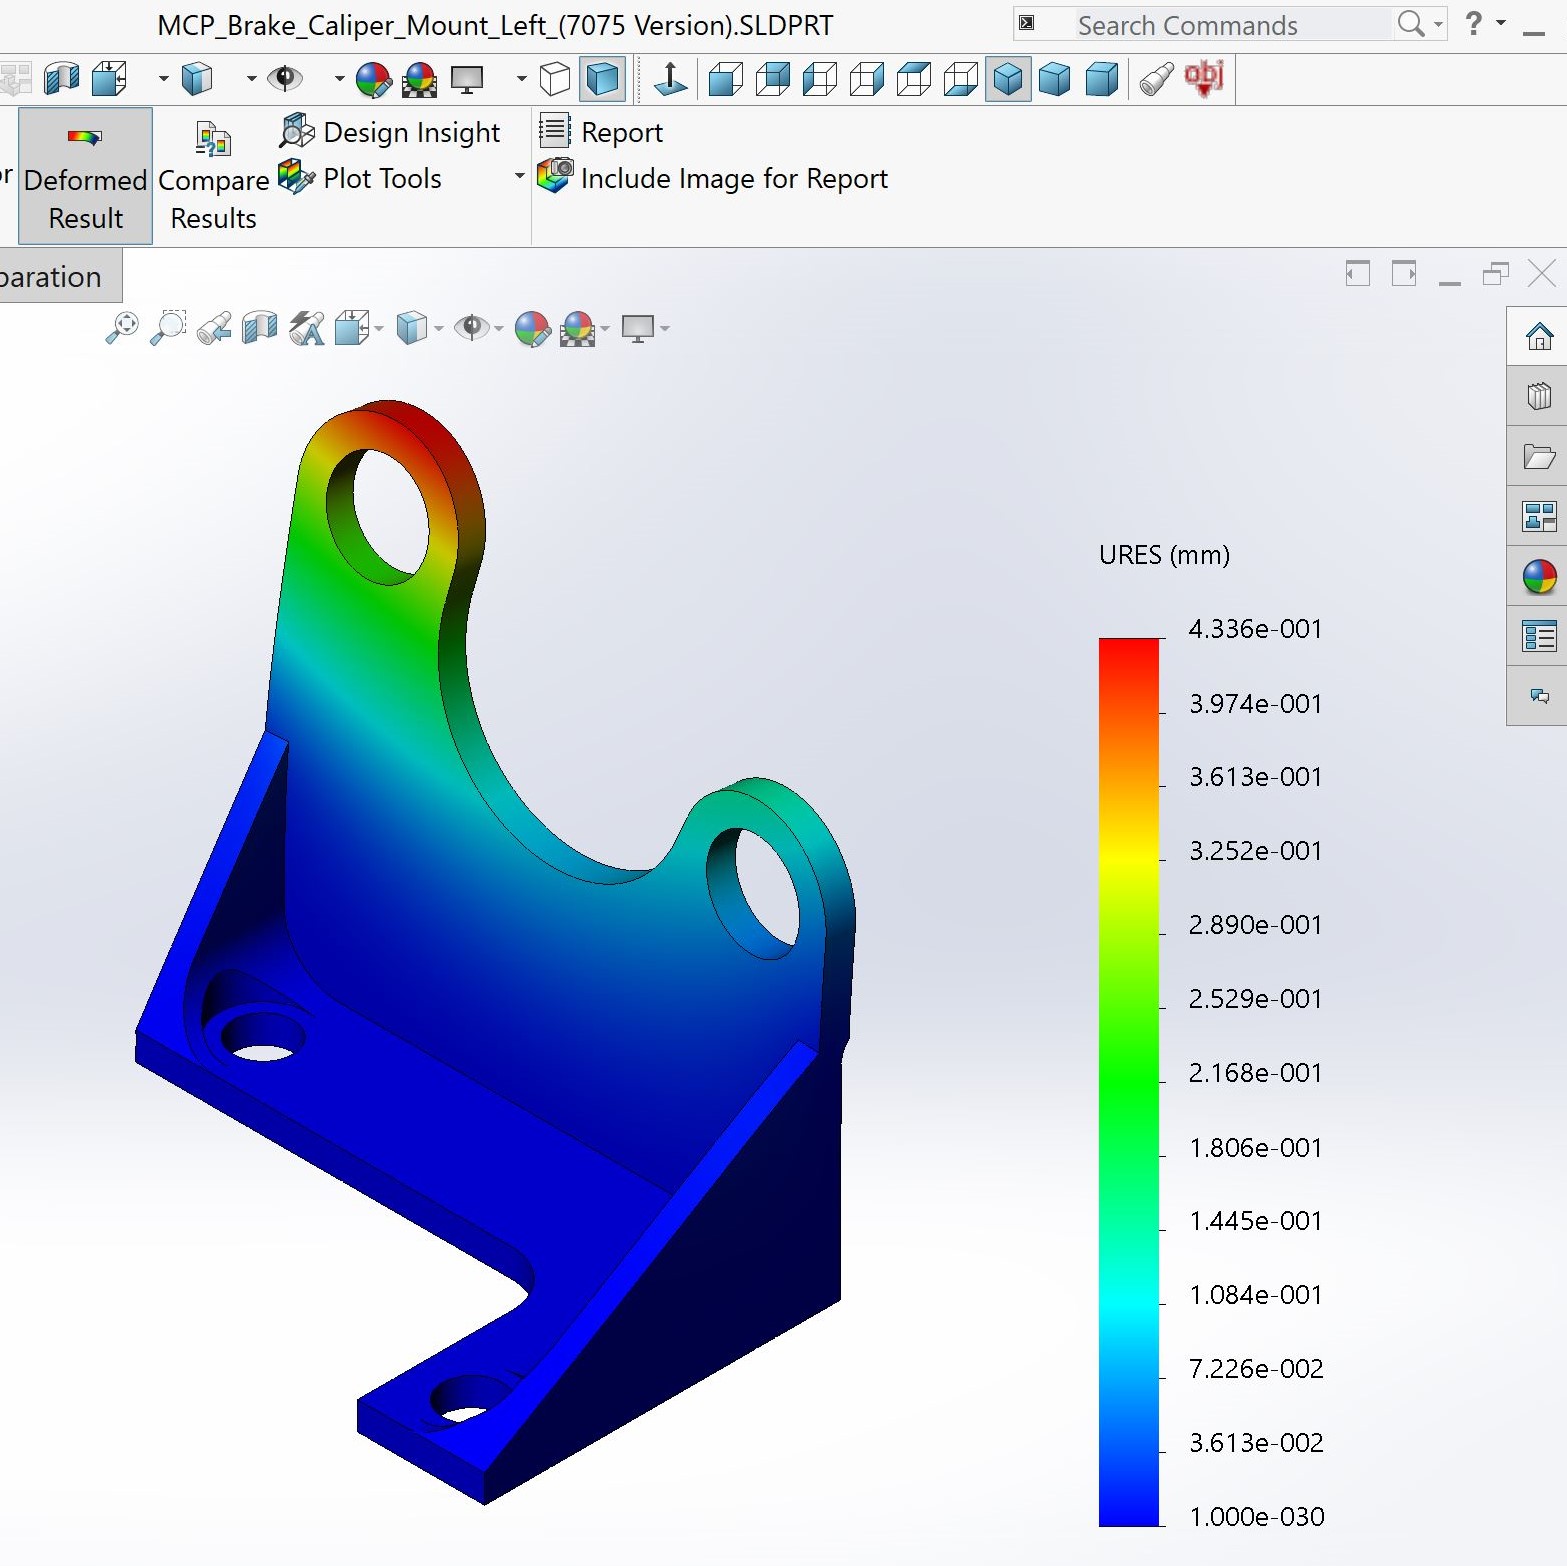 MCP_Brake_Caliper_Mount_Left_(7075 Version).SLDPRT
Search Commands
?
obj
Deformed Result
Compare Results
Design Insight
Plot Tools
Report
Include Image for Report
paration
URES (mm)
4.336e-001
3.974e-001
3.613e-001
3.252e-001
2.890e-001
2.529e-001
2.168e-001
1.806e-001
1.445e-001
1.084e-001
7.226e-002
3.613e-002
1.000e-030